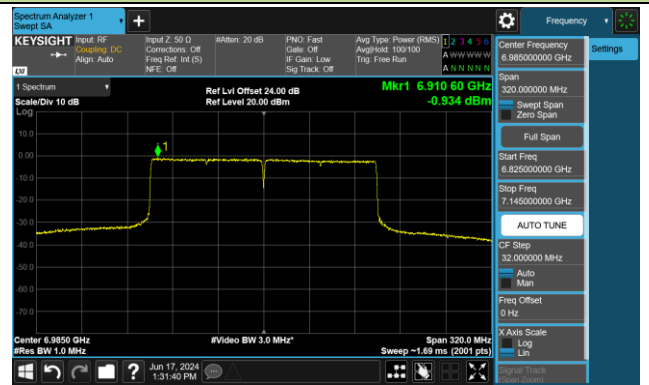 Spectrum Analyzer 1
Swept SA
Frequency
KEYSIGHT
Input: RF
Coupling: DC
Align: Auto
Input Z: 50 Ω
Corrections: Off
Freq Ref: Int (S)
NFE: Off
#Atten: 20 dB
PNO: Fast
Gate: Off
IF Gain: Low
Sig Track: Off
Avg Type: Power (RMS)
Avg|Hold: 100/100
Trig: Free Run
1 2 3 4 5 6
A W W W W W
A N N N N N
LXI
1 Spectrum
Scale/Div 10 dB
Log
Ref Lvl Offset 24.00 dB
Ref Level 20.00 dBm
Mkr1 6.910 60 GHz
-0.934 dBm
1
10.0
0.00
-10.0
-20.0
-30.0
-40.0
-50.0
-60.0
-70.0
Center 6.9850 GHz
#Res BW 1.0 MHz
#Video BW 3.0 MHz*
Span 320.0 MHz
Sweep ~1.69 ms (2001 pts)
Center Frequency
6.985000000 GHz
Settings
Span
320.000000 MHz
Swept Span
Zero Span
Full Span
Start Freq
6.825000000 GHz
Stop Freq
7.145000000 GHz
AUTO TUNE
CF Step
32.000000 MHz
Auto
Man
Freq Offset
0 Hz
X Axis Scale
Log
Lin
Signal Track
(Span Zoom)
Jun 17, 2024
1:31:40 PM